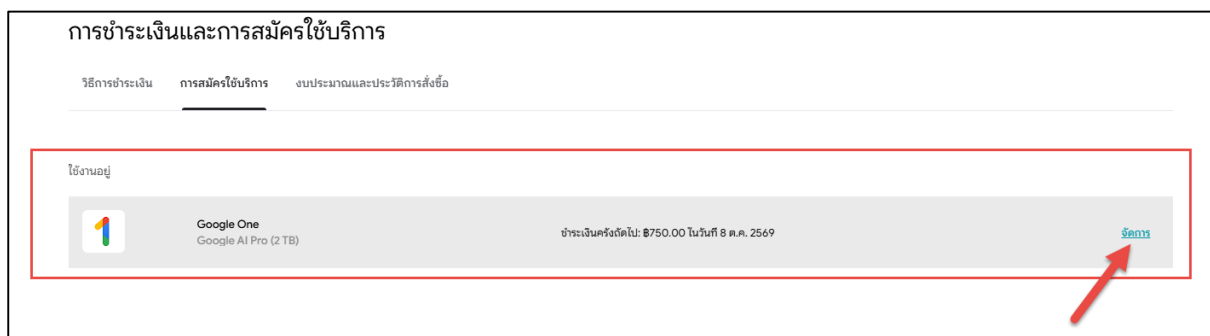 การชำระเงินและการสมัครใช้บริการ
วิธีการชำระเงิน การสมัครใช้บริการ งบประมาณและประวัติการสั่งซื้อ
ใช้งานอยู่
Google One
Google AI Pro (2 TB)
ชำระเงินครั้งถัดไป: ฿750.00 ในวันที่ 8 ต.ค. 2569
จัดการ